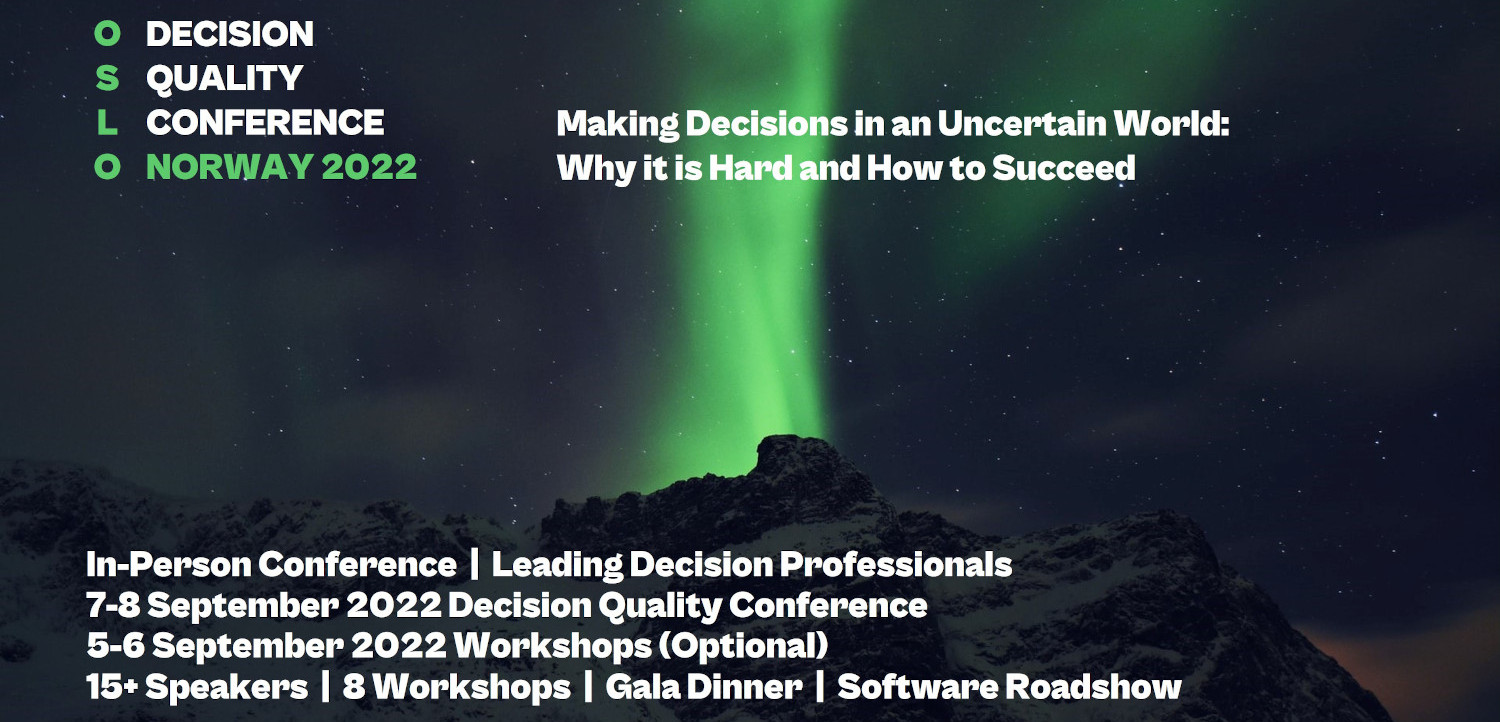 O DECISION
S QUALITY
L CONFERENCE
O NORWAY 2022
Making Decisions in an Uncertain World:
Why it is Hard and How to Succeed
In-Person Conference | Leading Decision Professionals
7-8 September 2022 Decision Quality Conference
5-6 September 2022 Workshops (Optional)
15+ Speakers | 8 Workshops | Gala Dinner | Software Roadshow